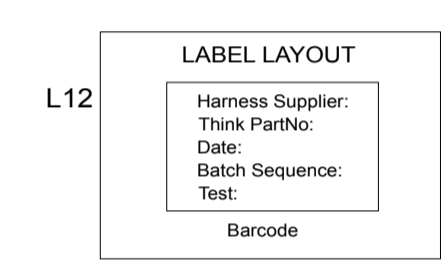 LABEL LAYOUT
L12
Harness Supplier:
Think PartNo:
Date:
Batch Sequence:
Test:
Barcode